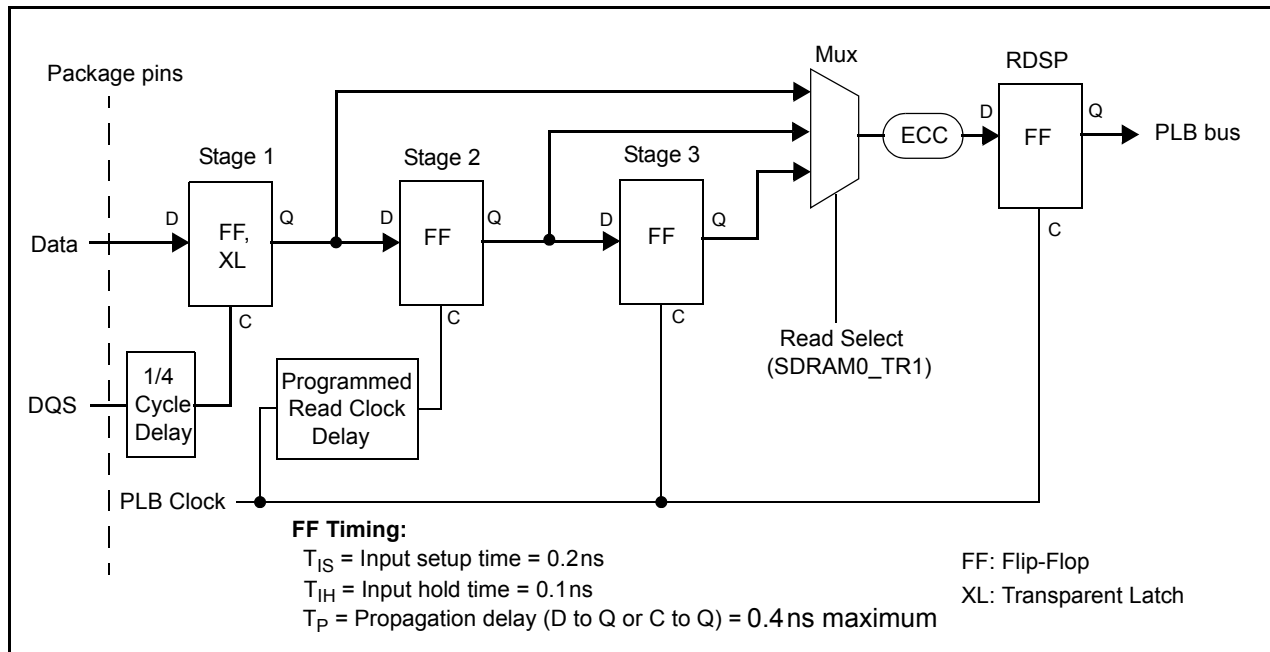 Package pins
Mux
RDSP
Stage 1
Stage 2
Stage 3
D
Q
FF,
XL
C
D
Q
FF
C
D
Q
FF
C
ECC
D
Q
FF
C
PLB bus
Data
DQS
1/4
Cycle
Delay
Programmed
Read Clock
Delay
Read Select
(SDRAM0_TR1)
PLB Clock
FF Timing:
TIS = Input setup time = 0.2ns
TIH = Input hold time = 0.1ns
TP = Propagation delay (D to Q or C to Q) = 0.4ns maximum
FF: Flip-Flop
XL: Transparent Latch